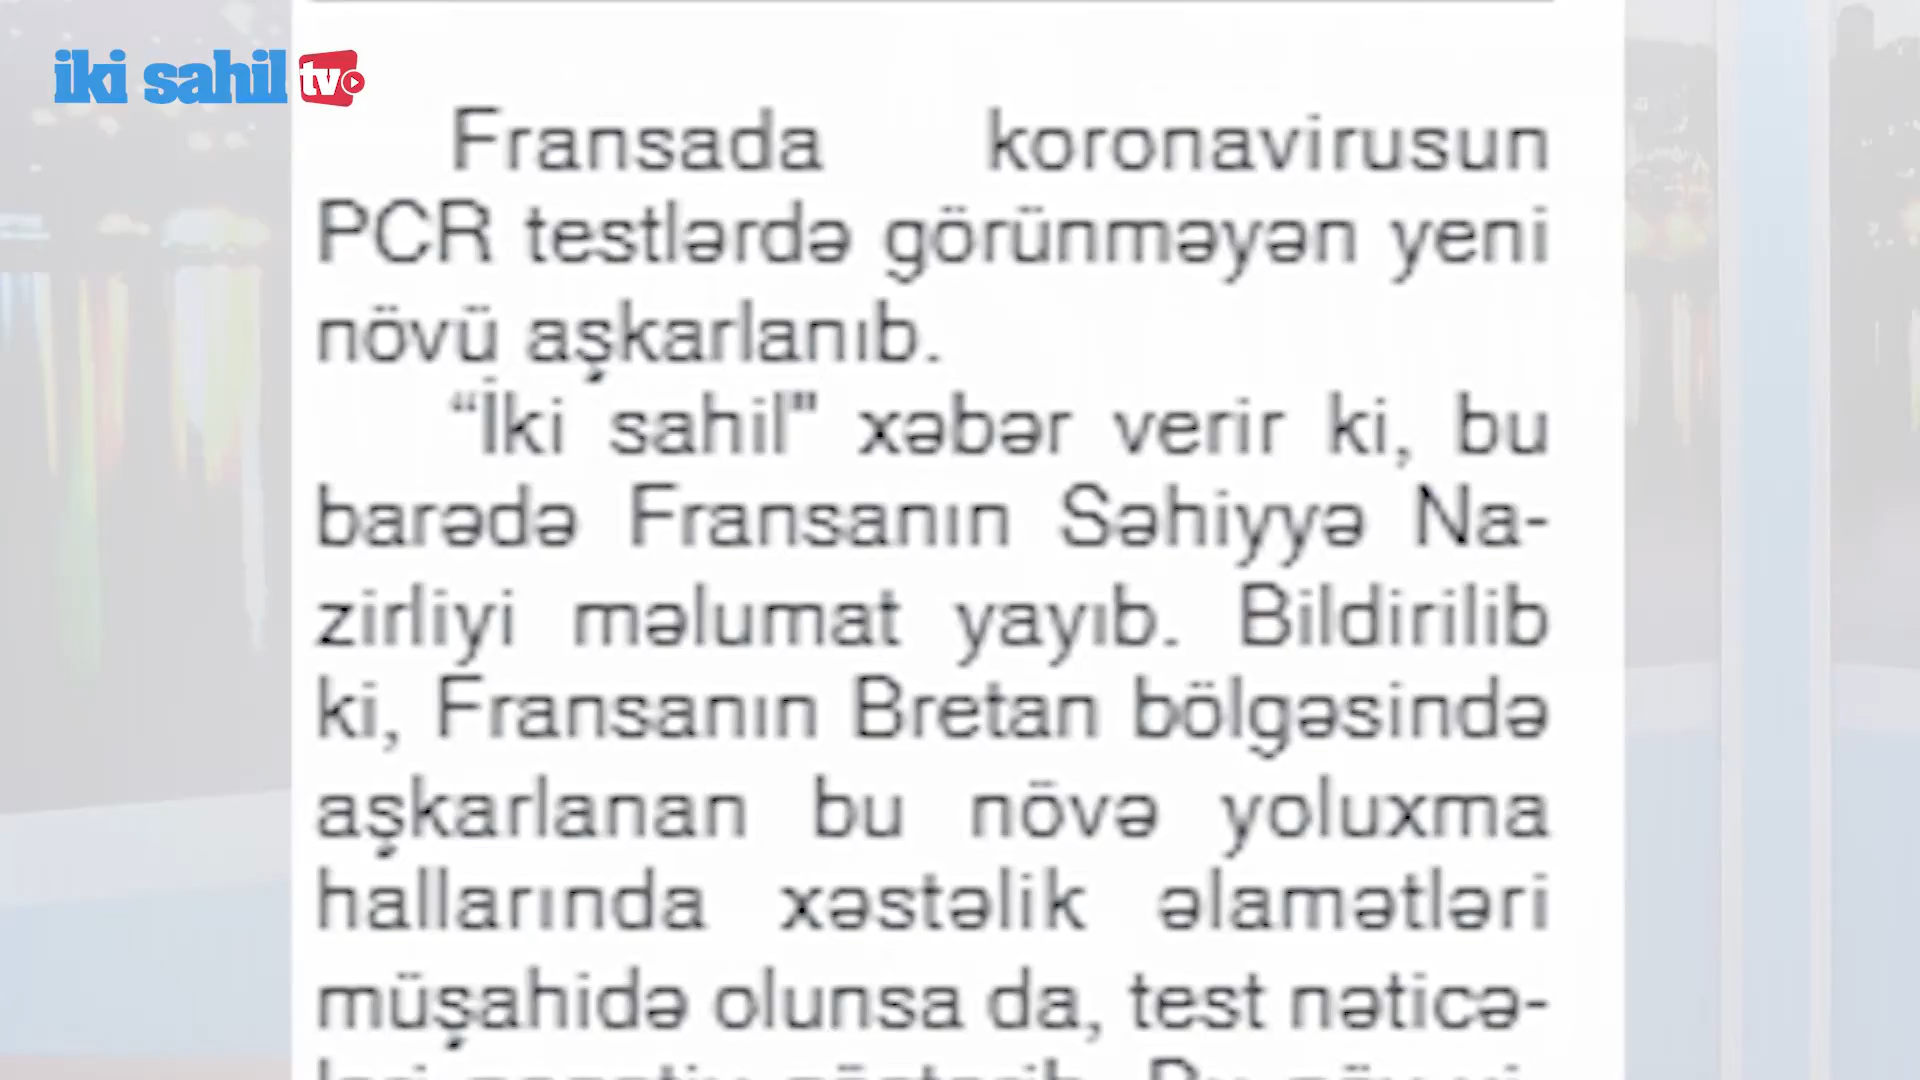 iki sahil tv
Fransada koronavirusun
PCR testlərdə görünməyən yeni
növü aşkarlanıb.
“İki sahil" xəbər verir ki, bu
barədə Fransanın Səhiyyə Na-
zirliyi məlumat yayıb. Bildirilib
ki, Fransanın Bretan bölgəsində
aşkarlanan bu növə yoluxma
hallarında xəstəlik əlamətləri
müşahidə olunsa da, test nəticə-